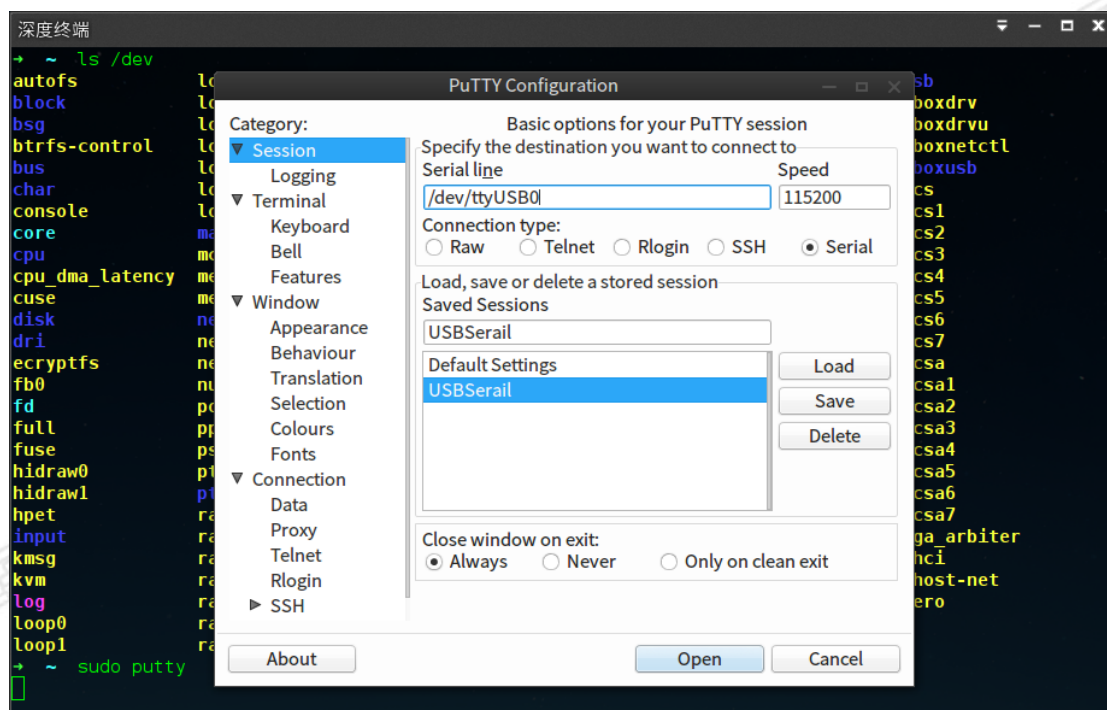 深度终端
→ ~ ls /dev
autofs
block
bsg
btrfs-control
bus
char
console
core
cpu
cpu_dma_latency
cuse
disk
dri
ecryptfs
fb0
fd
full
fuse
hidraw0
hidraw1
hpet
input
kmsg
kvm
log
loop0
loop1
→ ~ sudo putty
PuTTY Configuration
Category:
Session
Logging
Terminal
Keyboard
Bell
Features
Window
Appearance
Behaviour
Translation
Selection
Colours
Fonts
Connection
Data
Proxy
Telnet
Rlogin
SSH
Basic options for your PuTTY session
Specify the destination you want to connect to
Serial line Speed
/dev/ttyUSB0 115200
Connection type:
Raw Telnet Rlogin SSH Serial
Load, save or delete a stored session
Saved Sessions
USBSerail
Default Settings
USBSerail
Load
Save
Delete
Close window on exit:
Always Never Only on clean exit
About Open Cancel
sb
boxdrv
boxdrvu
boxnetctl
boxusb
cs
cs1
cs2
cs3
cs4
cs5
cs6
cs7
csa
csa1
csa2
csa3
csa4
csa5
csa6
csa7
ga_arbiter
hci
host-net
ero